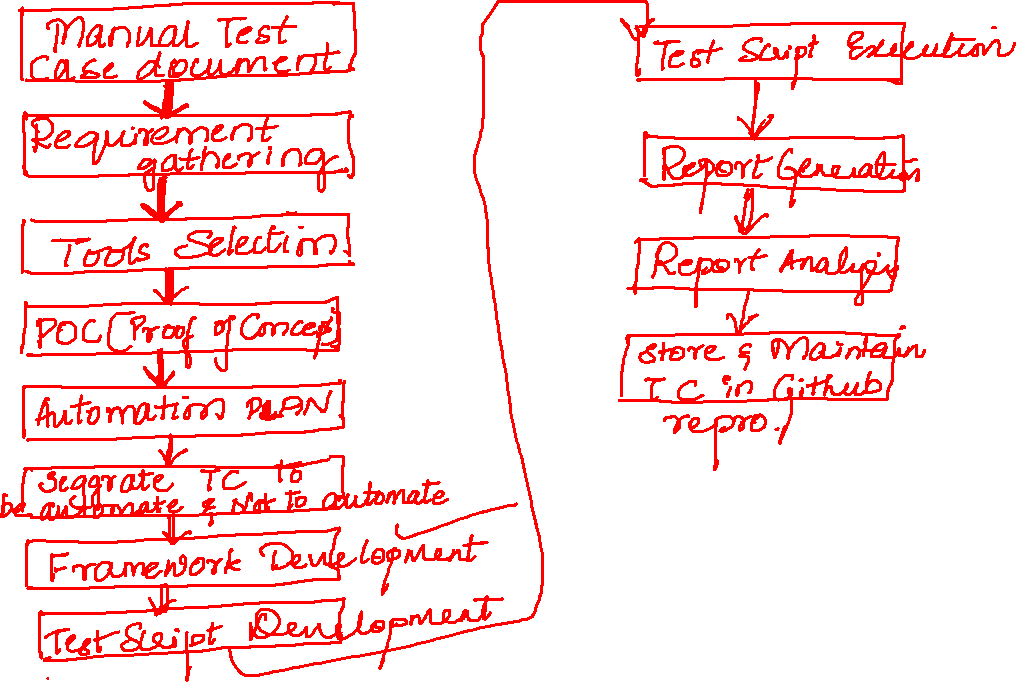 Manual Test
Case document
Requirement
gathering
Tools Selection
POC [Proof of Concep]
Automation PLAN
Seggrate TC To
be automate & Not To automate
Framework Development
Test Script Development
Test Script Execution
Report Generation
Report Analysis
Store & Maintain
TC in Github
repro.